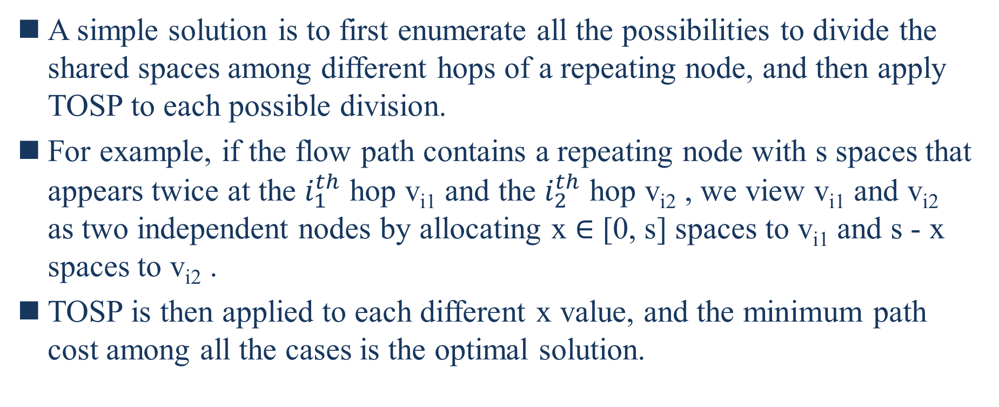 ■ A simple solution is to first enumerate all the possibilities to divide the
shared spaces among different hops of a repeating node, and then apply
TOSP to each possible division.
■ For example, if the flow path contains a repeating node with s spaces that
appears twice at the $i_1^{th}$ hop v_{i1} and the $i_2^{th}$ hop v_{i2} , we view v_{i1} and v_{i2}
as two independent nodes by allocating x ∈ [0, s] spaces to v_{i1} and s - x
spaces to v_{i2} .
■ TOSP is then applied to each different x value, and the minimum path
cost among all the cases is the optimal solution.